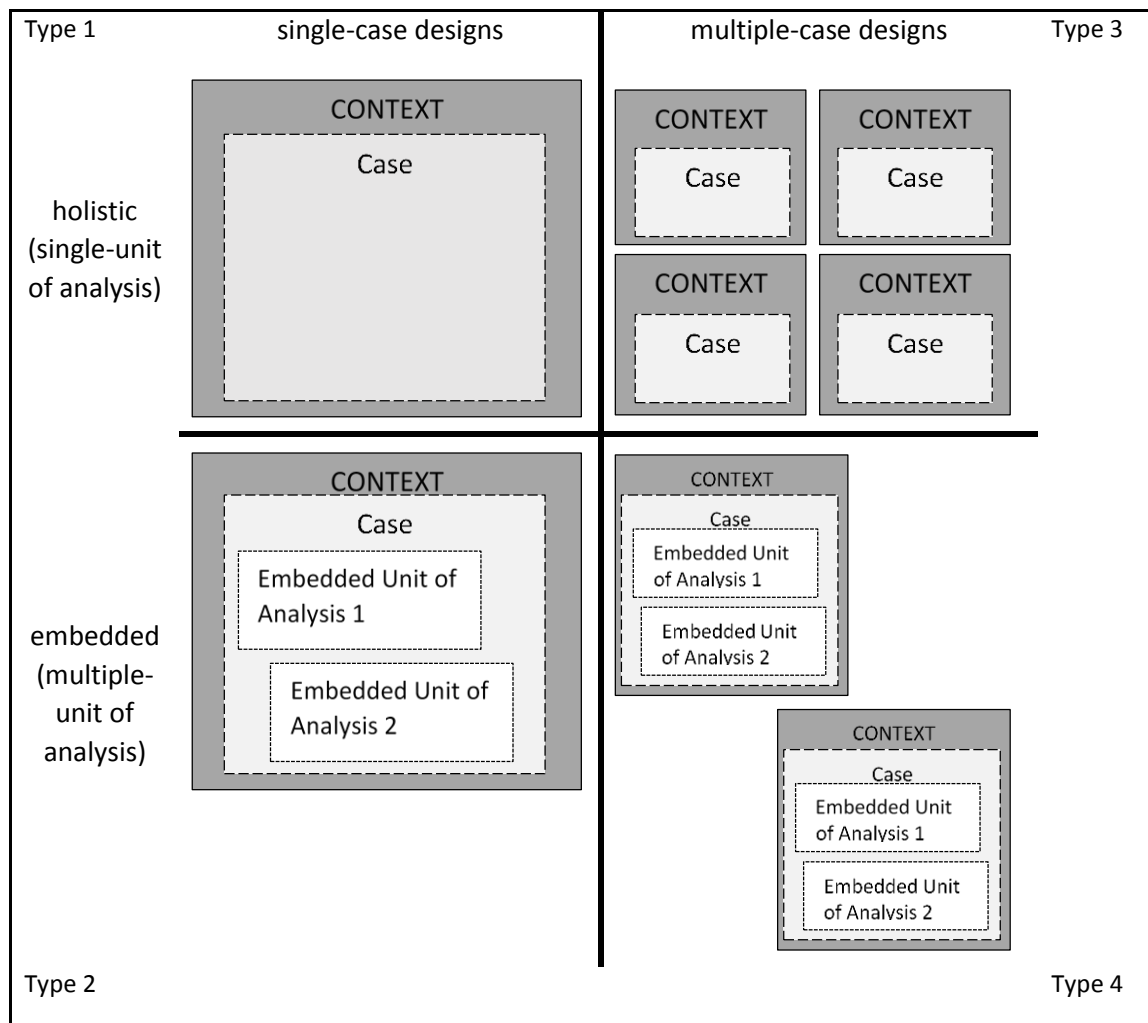 Type 1
single-case designs
multiple-case designs
Type 3
holistic
(single-unit
of analysis)
CONTEXT
Case
CONTEXT
Case
CONTEXT
Case
CONTEXT
Case
CONTEXT
Case
embedded
(multiple-
unit of
analysis)
CONTEXT
Case
Embedded Unit of
Analysis 1
Embedded Unit of
Analysis 2
CONTEXT
Case
Embedded Unit
of Analysis 1
Embedded Unit
of Analysis 2
CONTEXT
Case
Embedded Unit
of Analysis 1
Embedded Unit
of Analysis 2
Type 2
Type 4